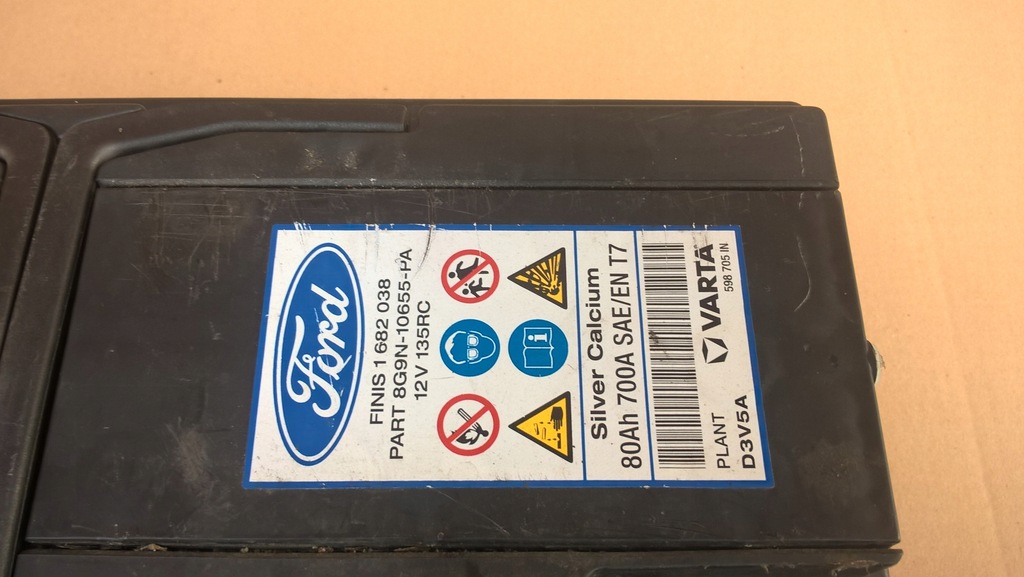 Ford
FINIS 1 682 038
PART 8G9N-10655-PA
12V 135RC
Silver Calcium
80Ah 700A SAE/EN T7
PLANT
D3V5A
VARTA
598 705 IN